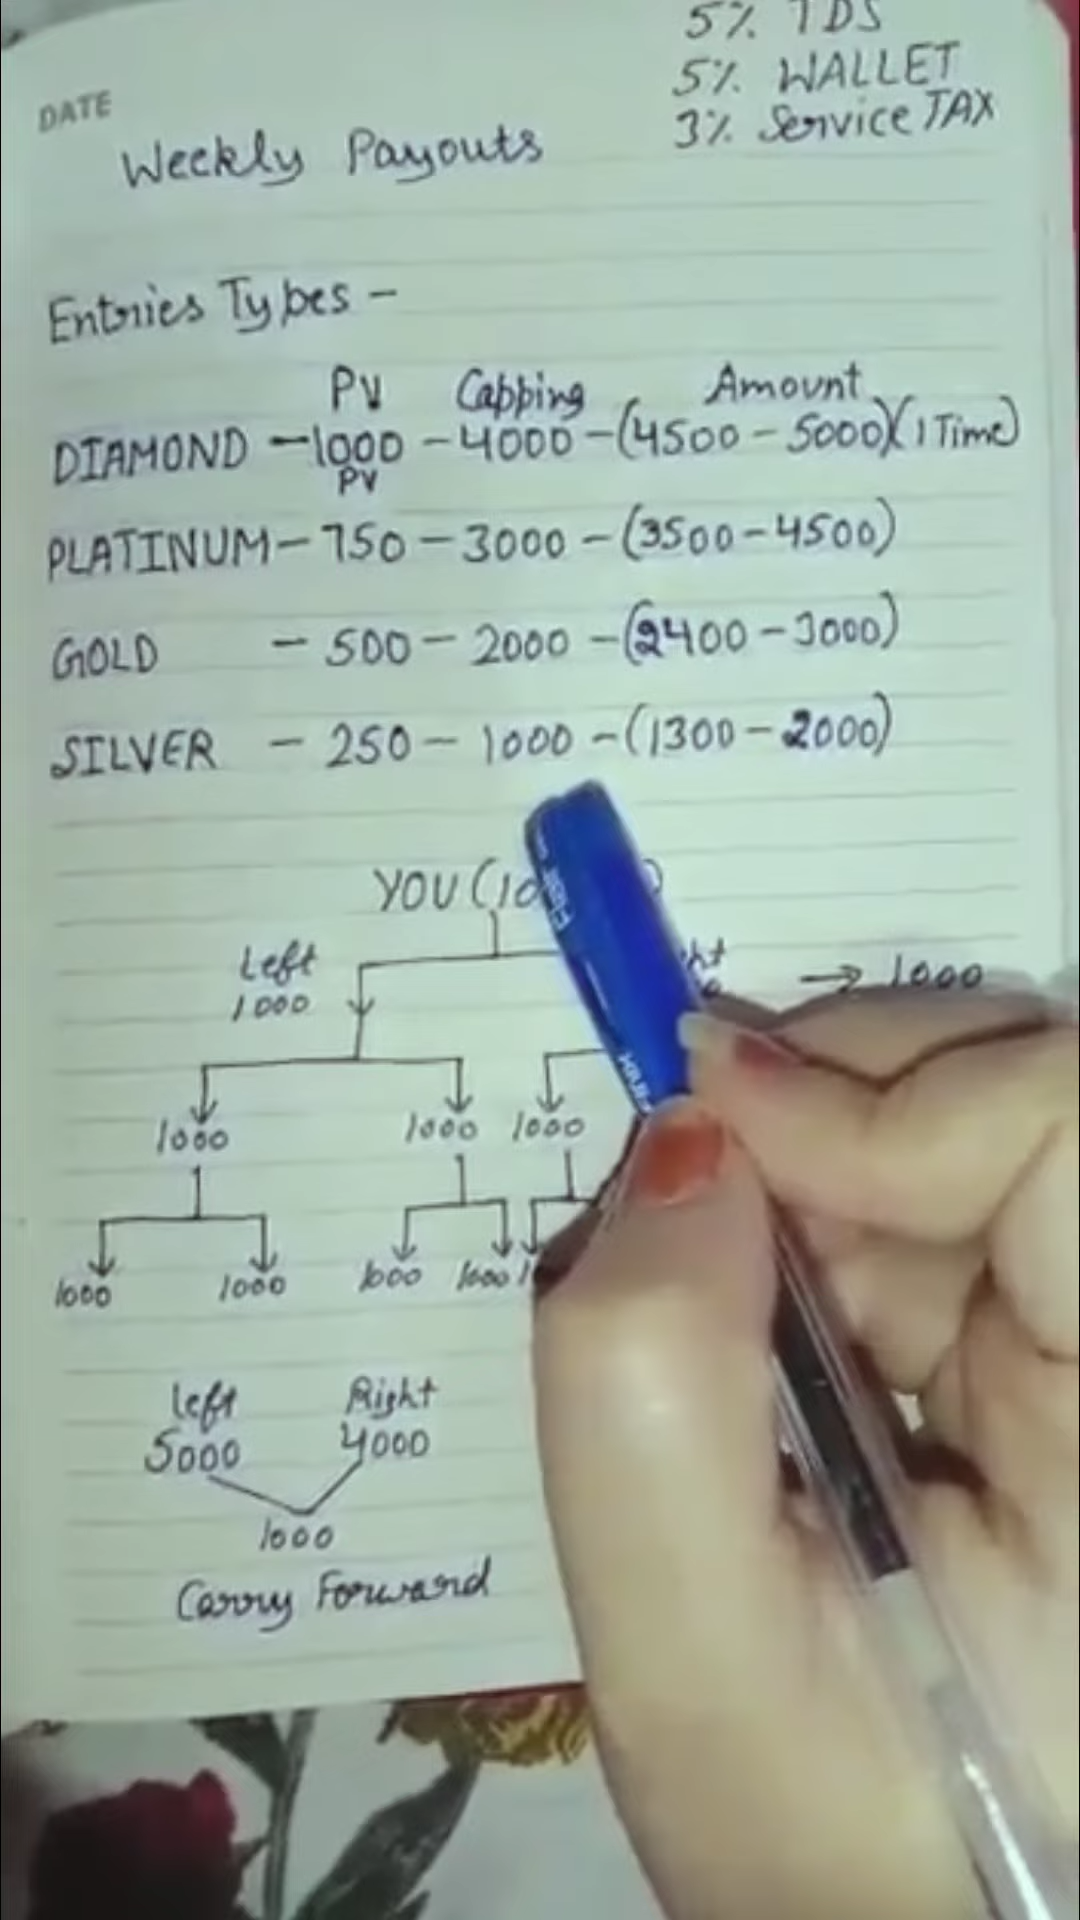 5% TDS
5% WALLET
3% Service TAX
DATE
Weekly Payouts
Entries Types -
PV Capping Amount
DIAMOND - 1000 - 4000 - (4500 - 5000) (1 Time)
PV
PLATINUM - 750 - 3000 - (3500 - 4500)
GOLD - 500 - 2000 - (2400 - 3000)
SILVER - 250 - 1000 - (1300 - 2000)
YOU (10
Left
1000 → 1000
1000 1000 1000
1000 1000 1000 1000
Left Right
5000 4000
1000
Carry Forward